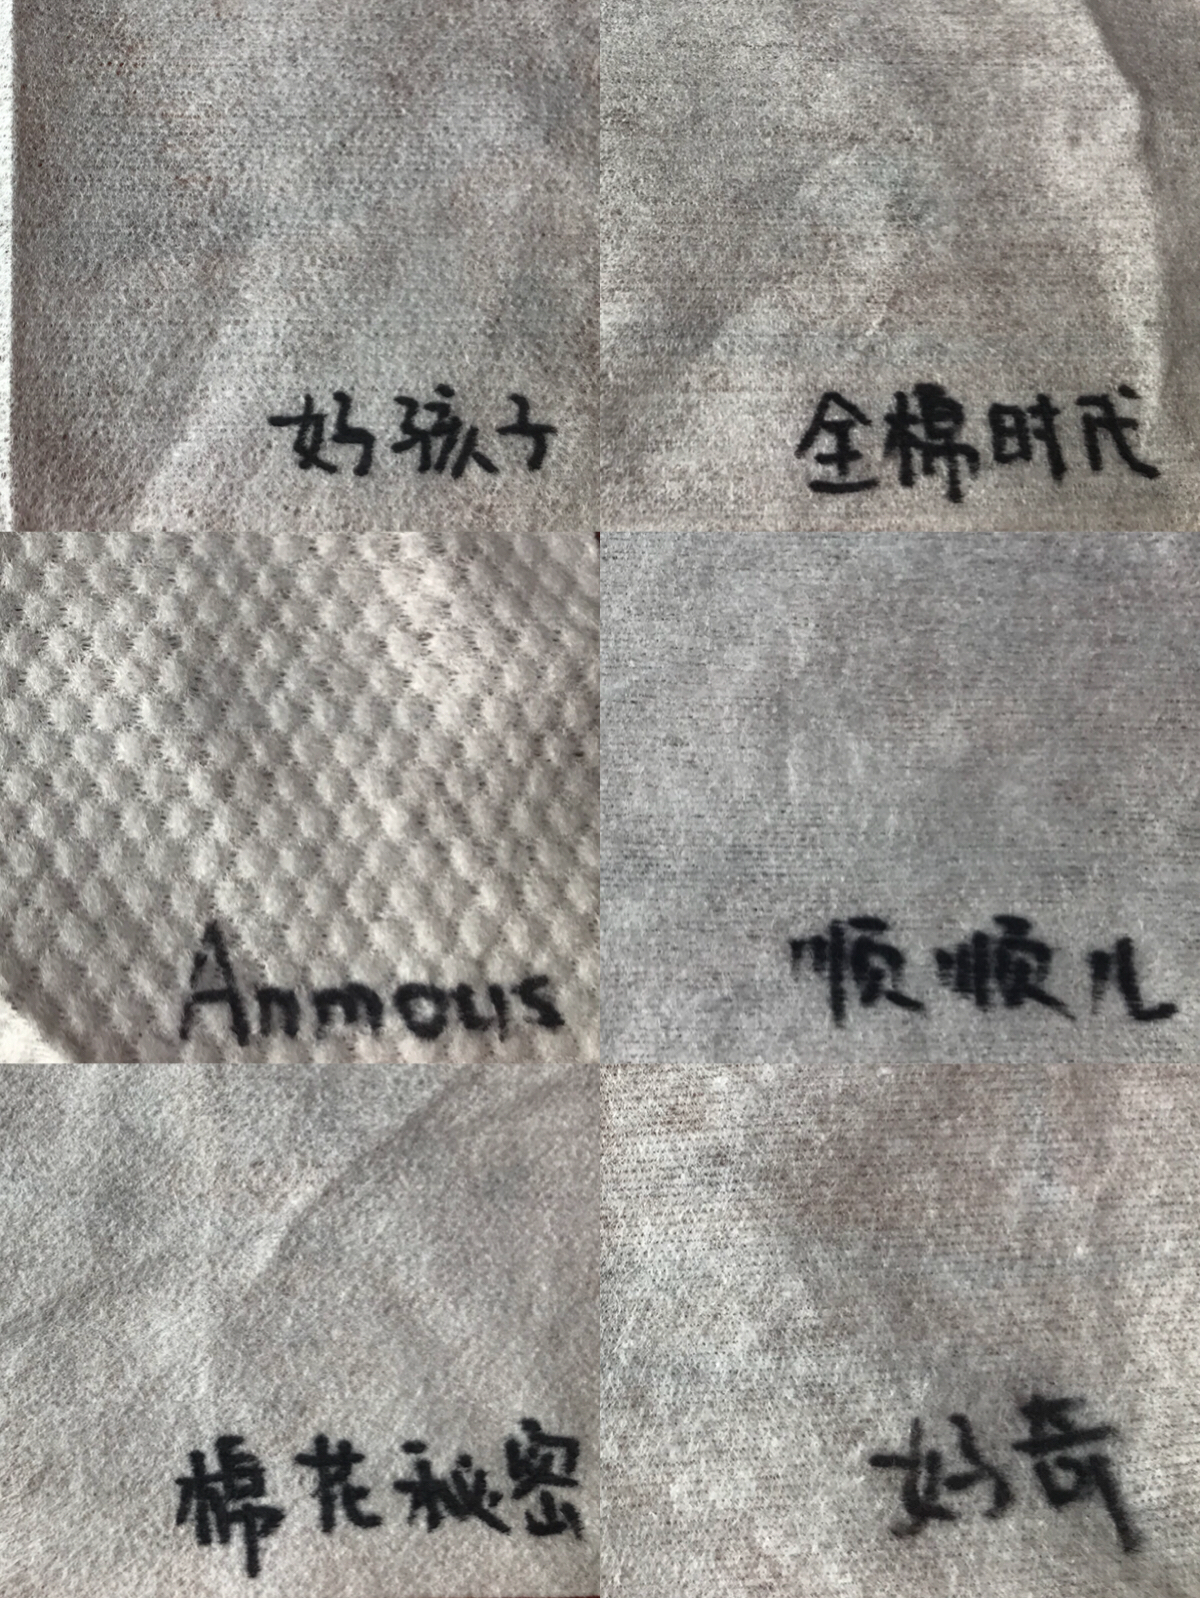 好孩子
全棉时代
Anmous
顺顺儿
棉花秘密
好奇